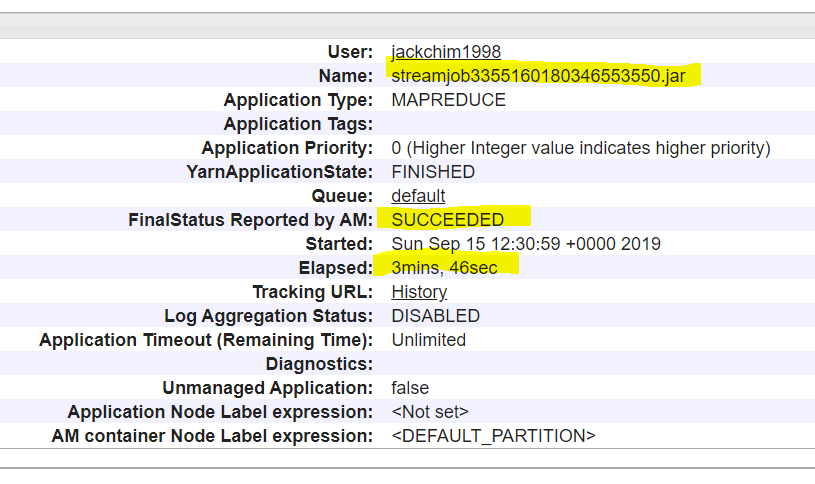 User: jackchim1998
Name: streamjob3355160180346553550.jar
Application Type: MAPREDUCE
Application Tags:
Application Priority: 0 (Higher Integer value indicates higher priority)
YarnApplicationState: FINISHED
Queue: default
FinalStatus Reported by AM: SUCCEEDED
Started: Sun Sep 15 12:30:59 +0000 2019
Elapsed: 3mins, 46sec
Tracking URL: History
Log Aggregation Status: DISABLED
Application Timeout (Remaining Time): Unlimited
Diagnostics:
Unmanaged Application: false
Application Node Label expression: <Not set>
AM container Node Label expression: <DEFAULT_PARTITION>